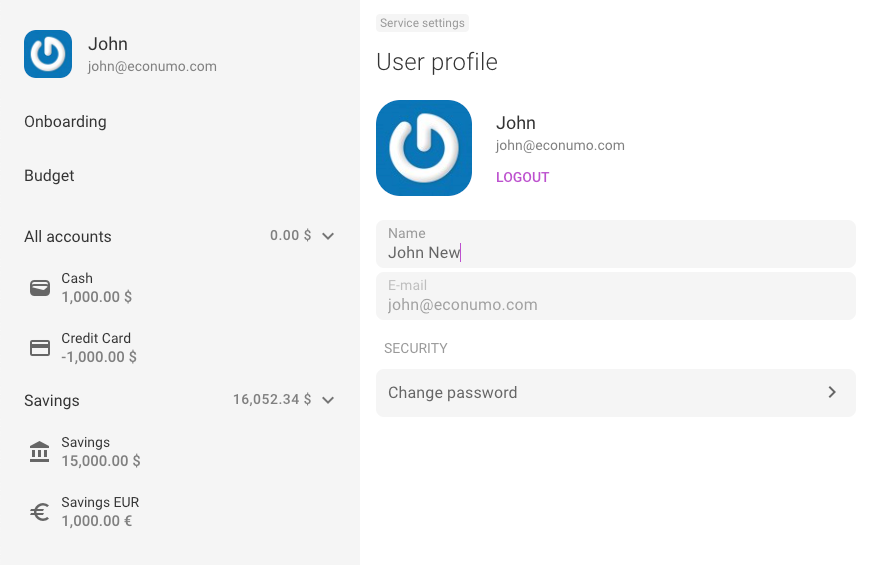 John
john@econumo.com
Onboarding
Budget
All accounts 0.00 $
Cash
1,000.00 $
Credit Card
-1,000.00 $
Savings 16,052.34 $
Savings
15,000.00 $
Savings EUR
1,000.00 €
Service settings
User profile
John
john@econumo.com
LOGOUT
Name
John New
E-mail
john@econumo.com
SECURITY
Change password